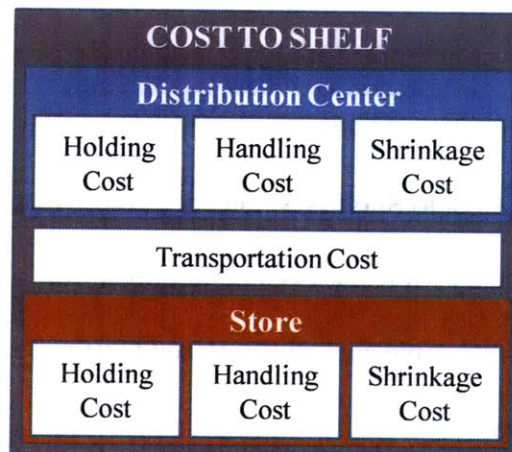 COST TO SHELF
Distribution Center
Holding Cost
Handling Cost
Shrinkage Cost
Transportation Cost
Store
Holding Cost
Handling Cost
Shrinkage Cost